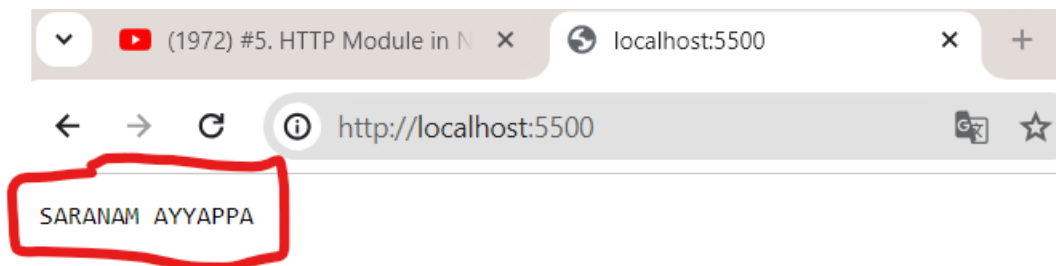 (1972) #5. HTTP Module in N
localhost:5500
http://localhost:5500
SARANAM AYYAPPA